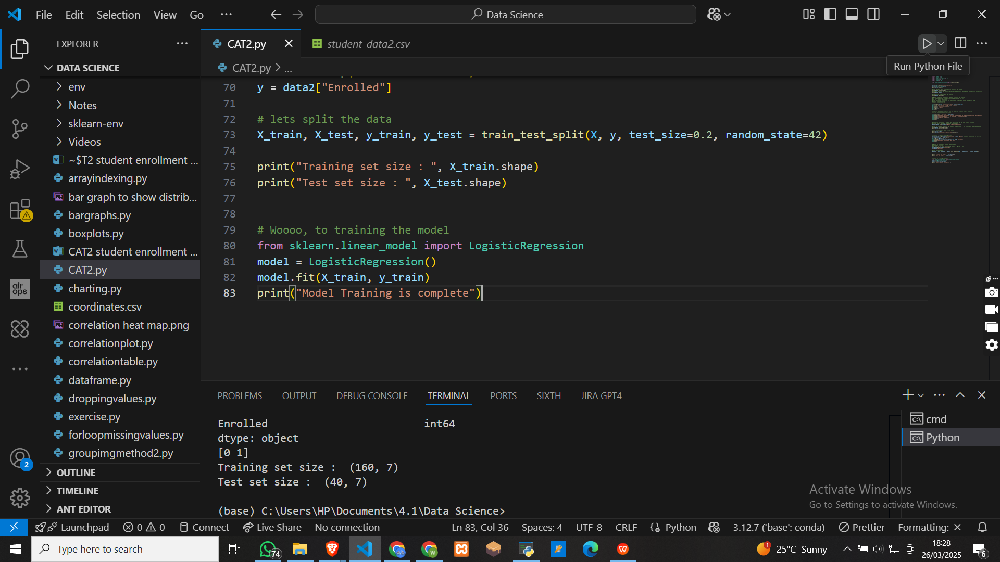 File Edit Selection View Go ··· Data Science
EXPLORER ···
CAT2.py student_data2.csv
Run Python File
CAT2.py > ...
DATA SCIENCE
env
Notes
sklearn-env
Videos
~$T2 student enrollment ...
arrayindexing.py
bar graph to show distrib...
bargraphs.py
boxplots.py
CAT2 student enrollment ...
CAT2.py
charting.py
coordinates.csv
correlation heat map.png
correlationplot.py
correlationtable.py
dataframe.py
droppingvalues.py
exercise.py
forloopmissingvalues.py
groupimgmethod2.py
OUTLINE
TIMELINE
ANT EDITOR
air
ops
2
70 y = data2["Enrolled"]
71
72 # lets split the data
73 X_train, X_test, y_train, y_test = train_test_split(X, y, test_size=0.2, random_state=42)
74
75 print("Training set size : ", X_train.shape)
76 print("Test set size : ", X_test.shape)
77
78
79 # Woooo, to training the model
80 from sklearn.linear_model import LogisticRegression
81 model = LogisticRegression()
82 model.fit(X_train, y_train)
83 print("Model Training is complete")
PROBLEMS OUTPUT DEBUG CONSOLE TERMINAL PORTS SIXTH JIRA GPT4
Enrolled int64
dtype: object
[0 1]
Training set size : (160, 7)
Test set size : (40, 7)
(base) C:\Users\HP\Documents\4.1\Data Science>
cmd
Python
Activate Windows
Go to Settings to activate Windows.
Launchpad 0 0 Connect Live Share No connection Ln 83, Col 36 Spaces: 4 UTF-8 CRLF {} Python 3.12.7 ('base': conda) Prettier Formatting: ×
Type here to search 74 1 25°C Sunny 18:28
26/03/2025 6